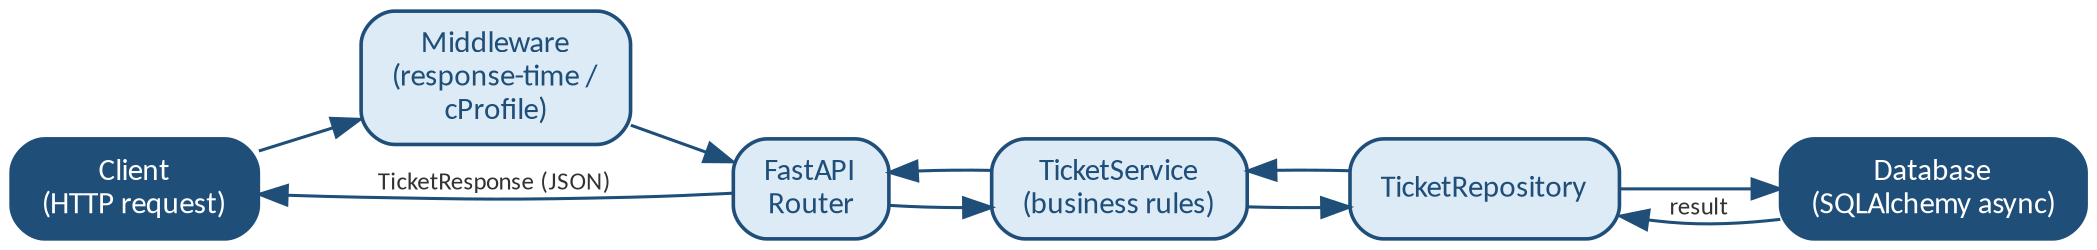 Middleware
(response-time /
cProfile)
Client
(HTTP request)
TicketResponse (JSON)
FastAPI
Router
TicketService
(business rules)
TicketRepository
result
Database
(SQLAlchemy async)